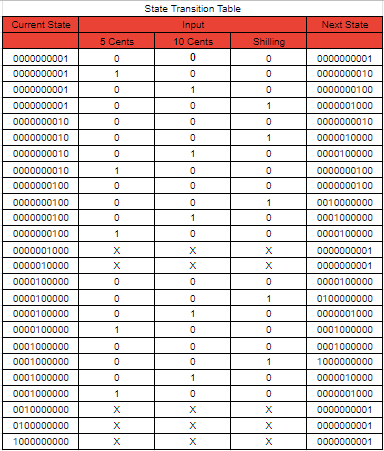 State Transition Table
Current State Input Next State
5 Cents 10 Cents Shilling
0000000001 0 0 0 0000000001
0000000001 1 0 0 0000000010
0000000001 0 1 0 0000000100
0000000001 0 0 1 0000001000
0000000010 0 0 0 0000000010
0000000010 0 0 1 0000010000
0000000010 0 1 0 0000100000
0000000010 1 0 0 0000000100
0000000100 0 0 0 0000000100
0000000100 0 0 1 0010000000
0000000100 0 1 0 0001000000
0000000100 1 0 0 0000100000
0000001000 X X X 0000000001
0000010000 X X X 0000000001
0000100000 0 0 0 0000100000
0000100000 0 0 1 0100000000
0000100000 0 1 0 0000001000
0000100000 1 0 0 0001000000
0001000000 0 0 0 0001000000
0001000000 0 0 1 1000000000
0001000000 0 1 0 0000010000
0001000000 1 0 0 0000001000
0010000000 X X X 0000000001
0100000000 X X X 0000000001
1000000000 X X X 0000000001